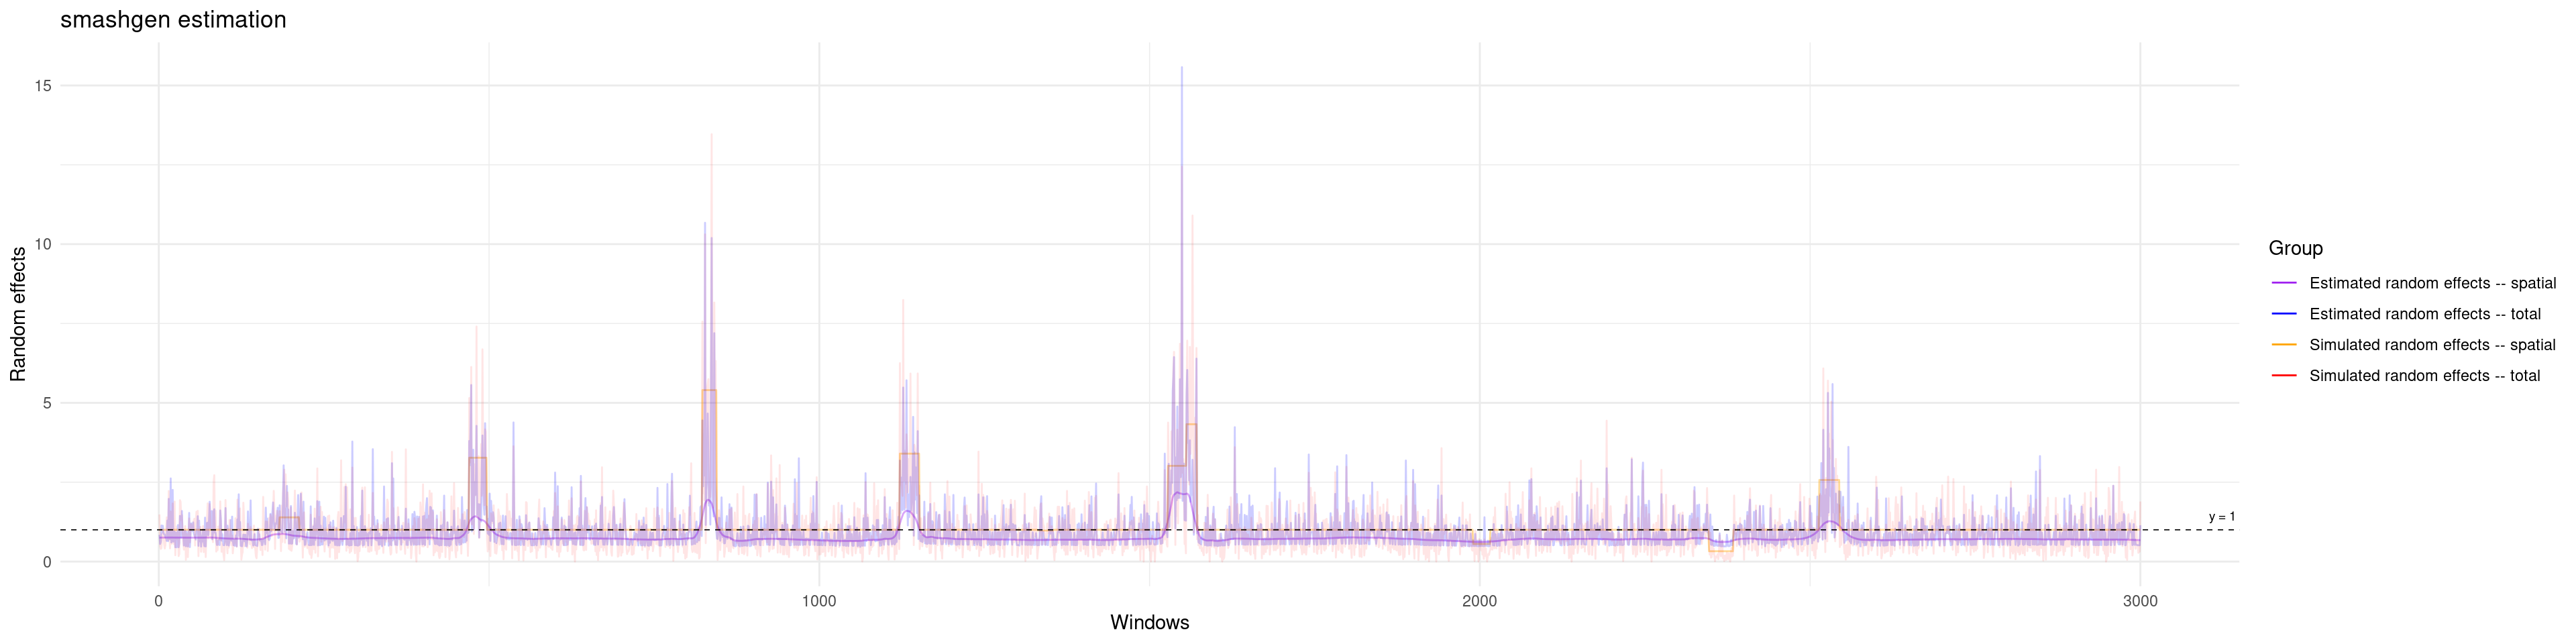 smashgen estimation
Random effects
15
10
5
0
y = 1
0
1000
2000
3000
Windows
Group
Estimated random effects -- spatial
Estimated random effects -- total
Simulated random effects -- spatial
Simulated random effects -- total